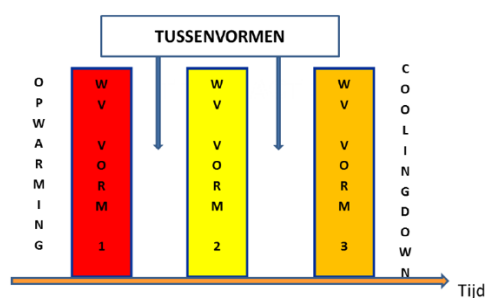 TUSSENVORMEN
OPWARMING
WV VORM 1
WV VORM 2
WV VORM 3
COOLINGDOWN
Tijd